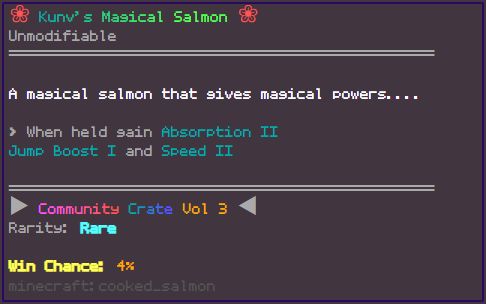 ❀ Kunv's Magical Salmon ❀
Unmodifiable
A magical salmon that gives magical powers....
> When held gain Absorption II
Jump Boost I and Speed II
▶ Community Crate Vol 3 ◀
Rarity: Rare
Win Chance: 4%
minecraft:cooked_salmon